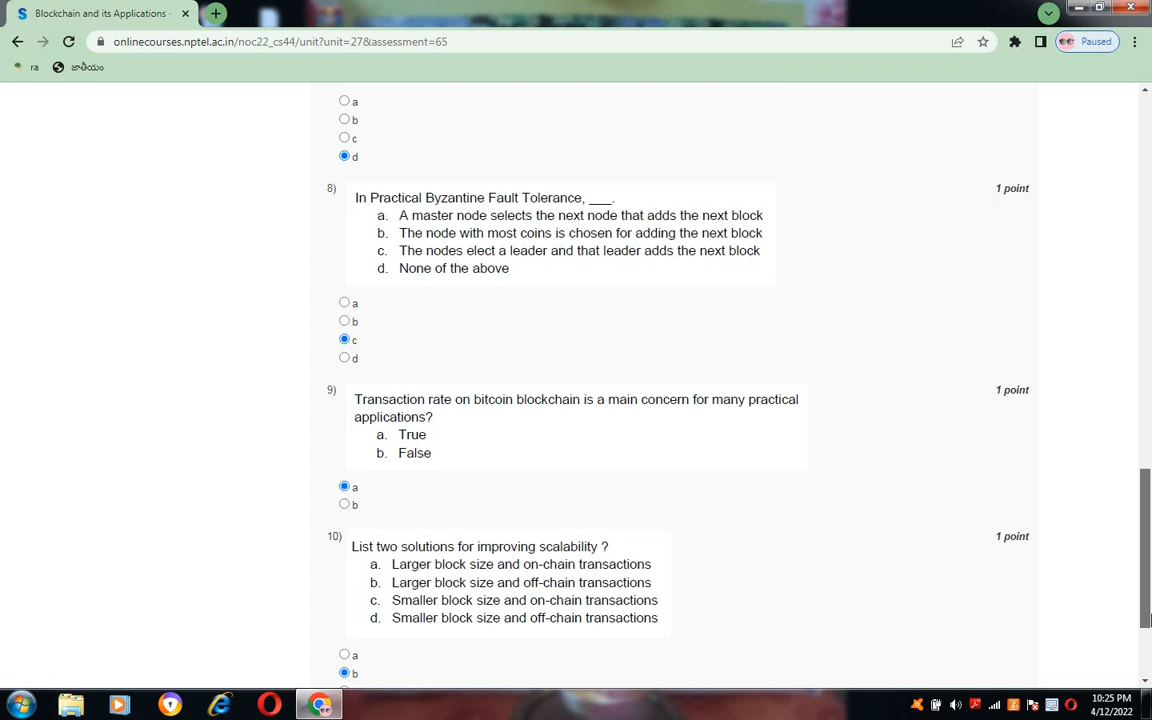 Blockchain and its Applications -
onlinecourses.nptel.ac.in/noc22_cs44/unit?unit=27&assessment=65
Paused
ra
జాతీయం
a
b
c
d
8)
1 point
In Practical Byzantine Fault Tolerance, ___.
a. A master node selects the next node that adds the next block
b. The node with most coins is chosen for adding the next block
c. The nodes elect a leader and that leader adds the next block
d. None of the above
a
b
c
d
9)
1 point
Transaction rate on bitcoin blockchain is a main concern for many practical
applications?
a. True
b. False
a
b
10)
1 point
List two solutions for improving scalability ?
a. Larger block size and on-chain transactions
b. Larger block size and off-chain transactions
c. Smaller block size and on-chain transactions
d. Smaller block size and off-chain transactions
a
b
10:25 PM
4/12/2022